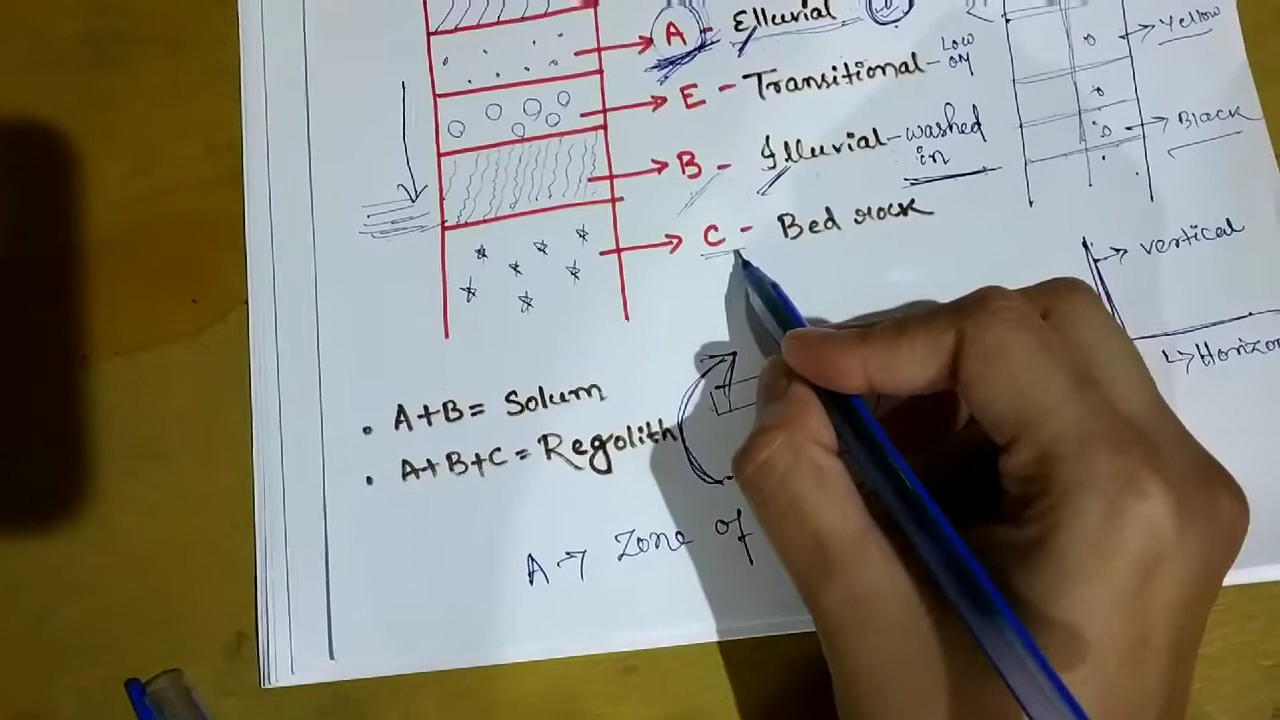 A - Elluvial
E - Transitional - Low OM
B - Illuvial - washed in
C - Bed rock
Yellow
Black
vertical
Horizon
. A+B = Solum
. A+B+C = Regolith
A → Zone of